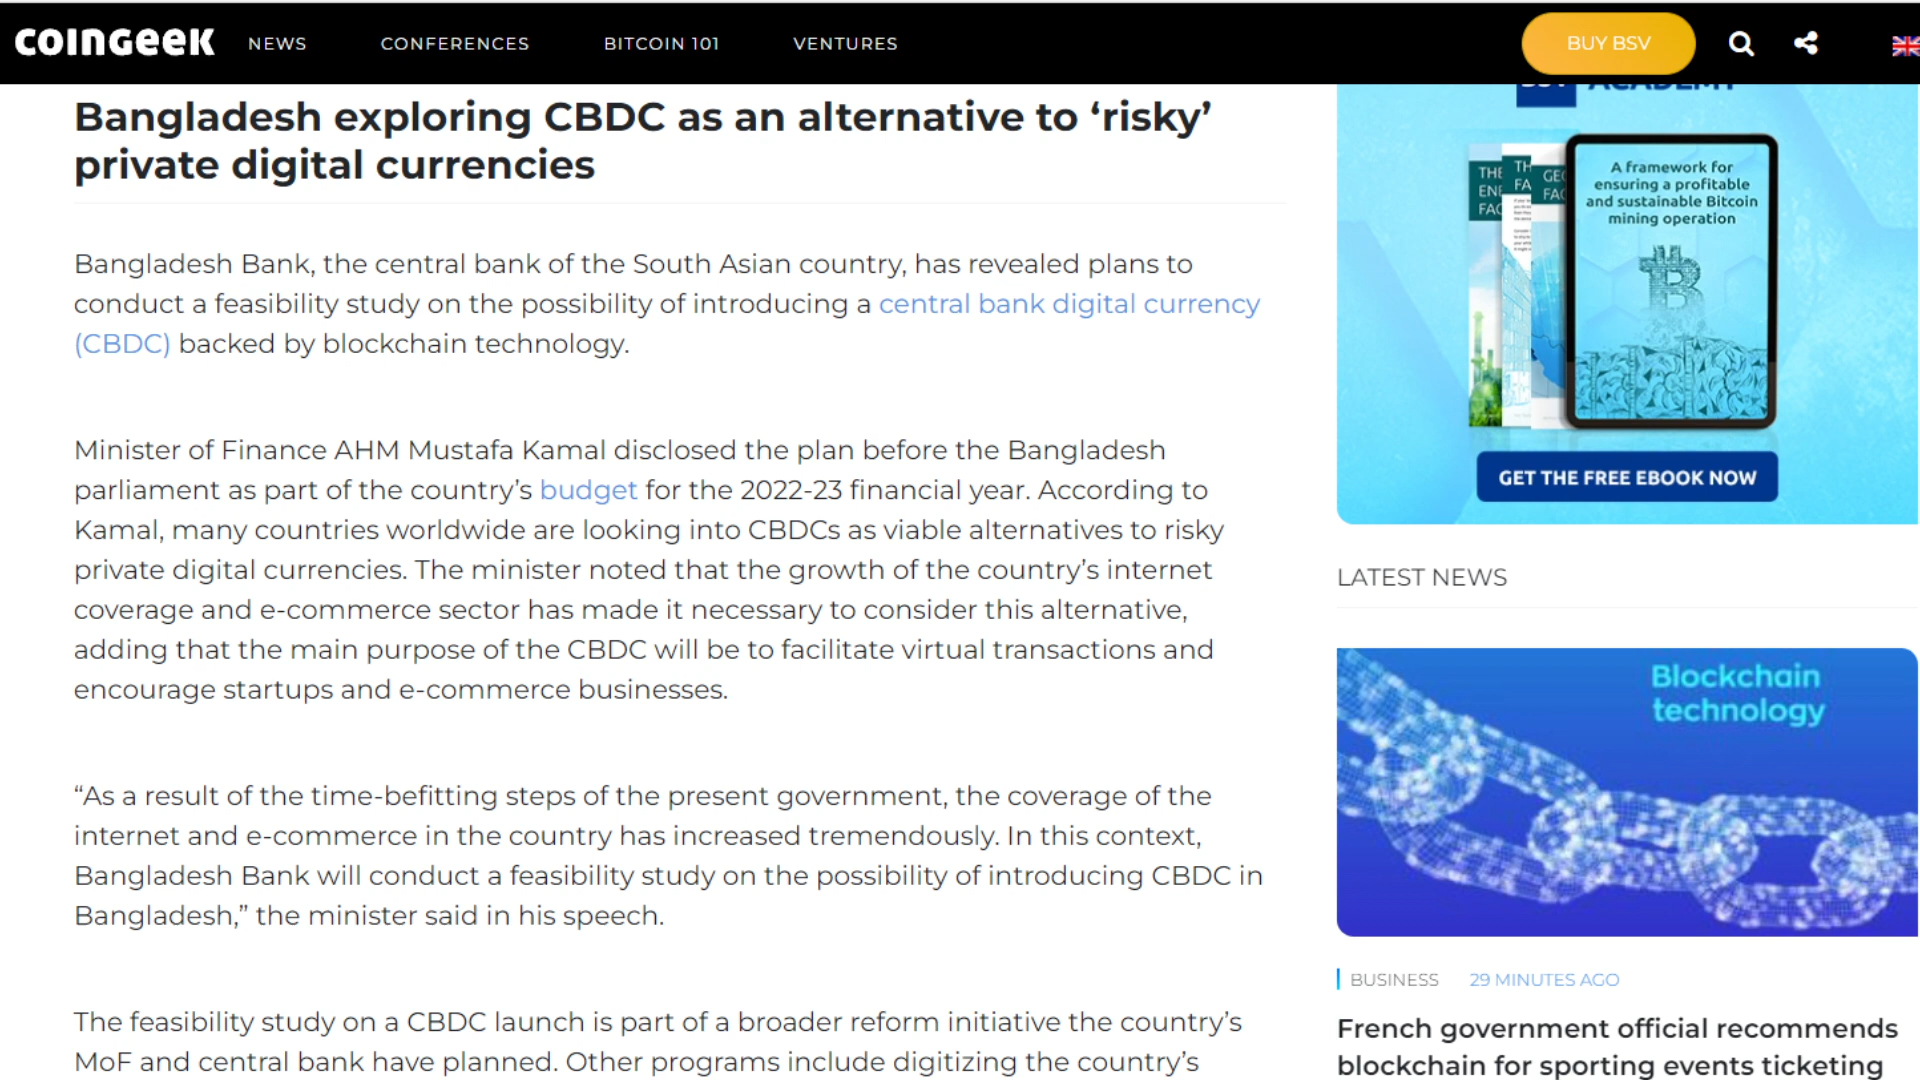 COINGEEK
NEWS
CONFERENCES
BITCOIN 101
VENTURES
BUY BSV
Bangladesh exploring CBDC as an alternative to ‘risky’
private digital currencies
Bangladesh Bank, the central bank of the South Asian country, has revealed plans to
conduct a feasibility study on the possibility of introducing a central bank digital currency
(CBDC) backed by blockchain technology.
Minister of Finance AHM Mustafa Kamal disclosed the plan before the Bangladesh
parliament as part of the country’s budget for the 2022-23 financial year. According to
Kamal, many countries worldwide are looking into CBDCs as viable alternatives to risky
private digital currencies. The minister noted that the growth of the country’s internet
coverage and e-commerce sector has made it necessary to consider this alternative,
adding that the main purpose of the CBDC will be to facilitate virtual transactions and
encourage startups and e-commerce businesses.
“As a result of the time-befitting steps of the present government, the coverage of the
internet and e-commerce in the country has increased tremendously. In this context,
Bangladesh Bank will conduct a feasibility study on the possibility of introducing CBDC in
Bangladesh,” the minister said in his speech.
The feasibility study on a CBDC launch is part of a broader reform initiative the country’s
MoF and central bank have planned. Other programs include digitizing the country’s
BSV ACADEMY
A framework for
ensuring a profitable
and sustainable Bitcoin
mining operation
GET THE FREE EBOOK NOW
LATEST NEWS
Blockchain
technology
BUSINESS
29 MINUTES AGO
French government official recommends
blockchain for sporting events ticketing